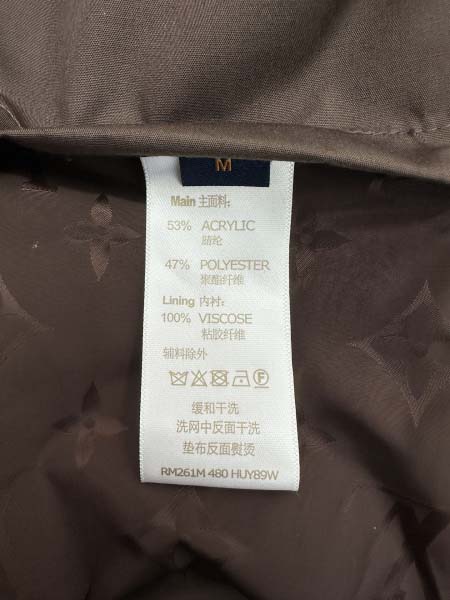 M
Main 主面料:
53% ACRYLIC
腈纶
47% POLYESTER
聚酯纤维
Lining 内衬:
100% VISCOSE
粘胶纤维
辅料除外
F
缓和干洗
洗网中反面干洗
垫布反面熨烫
RM261M 480 HUY89W